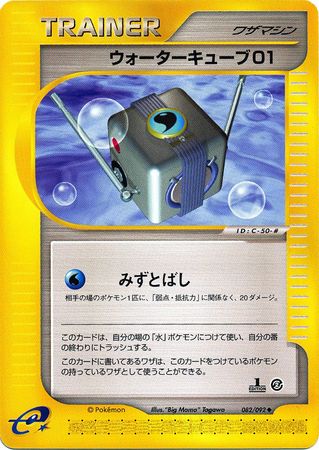 TRAINER
ワザマシン
ウォーターキューブ01
ID:C-50-#
みずとばし
相手の場のポケモン1匹に、「弱点・抵抗力」に関係なく、20ダメージ。
このカードは、自分の場の「水」ポケモンにつけて使い、自分の番
の終わりにトラッシュする。
このカードに書いてあるワザは、このカードをつけているポケモン
の持っているワザとして使うことができる。
1
EDITION
e
©Pokémon
Illus. "Big Mama" Tagawa
082/092◆